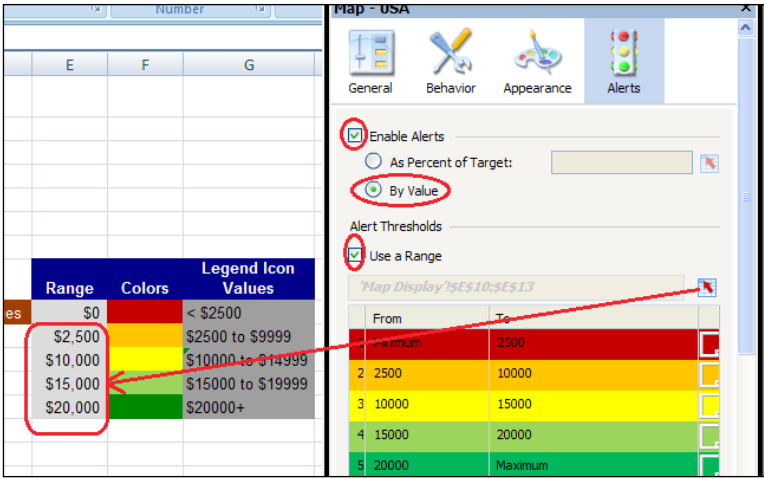 Number
Map - USA
E F G
General Behavior Appearance Alerts
Enable Alerts
As Percent of Target:
By Value
Alert Thresholds
Use a Range
'Map Display'!$E$10:$E$13
Legend Icon
Range Colors Values
es $0 < $2500
$2,500 $2500 to $9999
$10,000 $10000 to $14999
$15,000 $15000 to $19999
$20,000 $20000+
From To
Minimum 2500
2 2500 10000
3 10000 15000
4 15000 20000
5 20000 Maximum